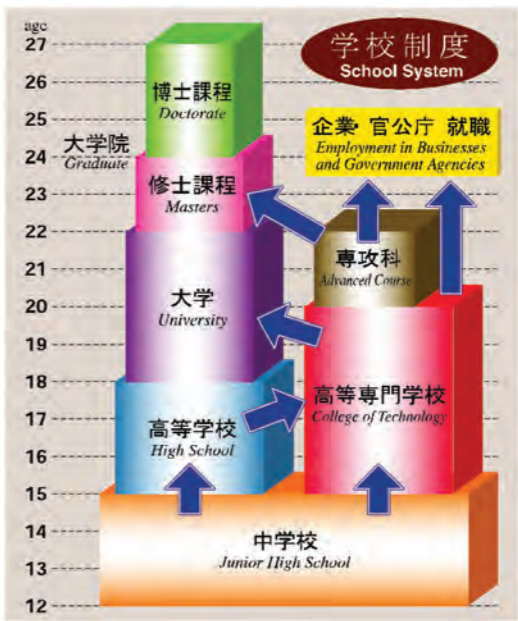 学校制度
School System
age
27
26
25
24
23
22
21
20
19
18
17
16
15
14
13
12
博士課程
Doctorate
大学院
Graduate
修士課程
Masters
企業・官公庁 就職
Employment in Businesses
and Government Agencies
専攻科
Advanced Course
大学
University
高等学校
High School
高等専門学校
College of Technology
中学校
Junior High School